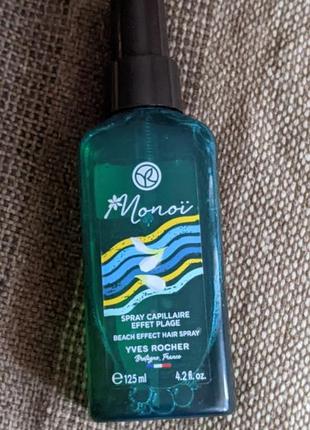 Monoï
SPRAY CAPILLAIRE
EFFET PLAGE
BEACH EFFECT HAIR SPRAY
YVES ROCHER
Bretagne, France
℮ 125 ml 4.2 fl. oz.